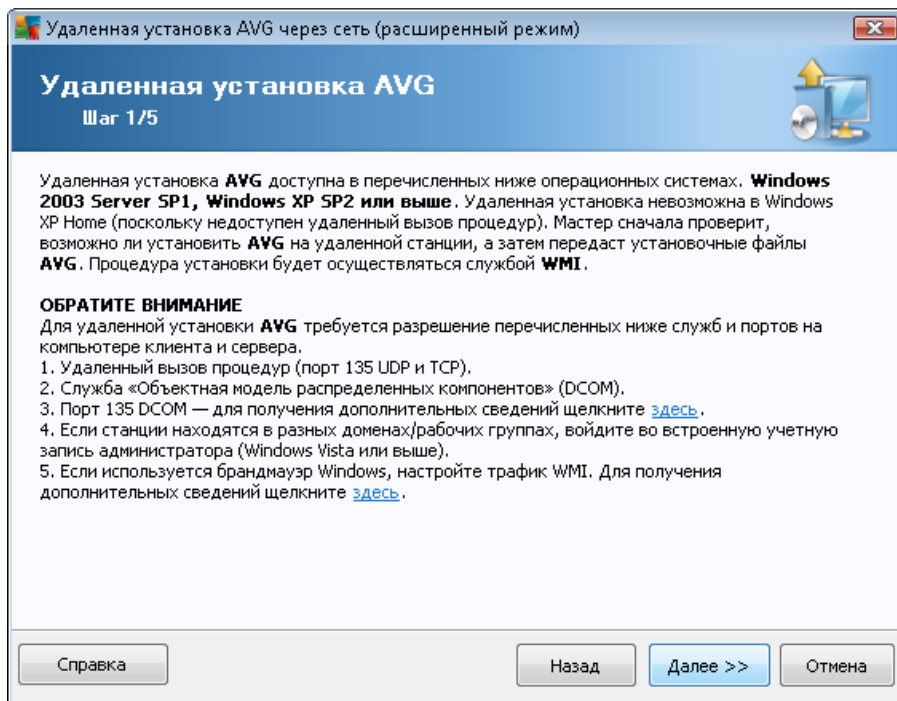 Удаленная установка AVG через сеть (расширенный режим)
Удаленная установка AVG
Шаг 1/5
Удаленная установка AVG доступна в перечисленных ниже операционных системах. Windows
2003 Server SP1, Windows XP SP2 или выше. Удаленная установка невозможна в Windows
XP Home (поскольку недоступен удаленный вызов процедур). Мастер сначала проверит,
возможно ли установить AVG на удаленной станции, а затем передаст установочные файлы
AVG. Процедура установки будет осуществляться службой WMI.
ОБРАТИТЕ ВНИМАНИЕ
Для удаленной установки AVG требуется разрешение перечисленных ниже служб и портов на
компьютере клиента и сервера.
1. Удаленный вызов процедур (порт 135 UDP и TCP).
2. Служба «Объектная модель распределенных компонентов» (DCOM).
3. Порт 135 DCOM — для получения дополнительных сведений щелкните здесь.
4. Если станции находятся в разных доменах/рабочих группах, войдите во встроенную учетную
запись администратора (Windows Vista или выше).
5. Если используется брандмауэр Windows, настройте трафик WMI. Для получения
дополнительных сведений щелкните здесь.
Справка
Назад
Далее >>
Отмена